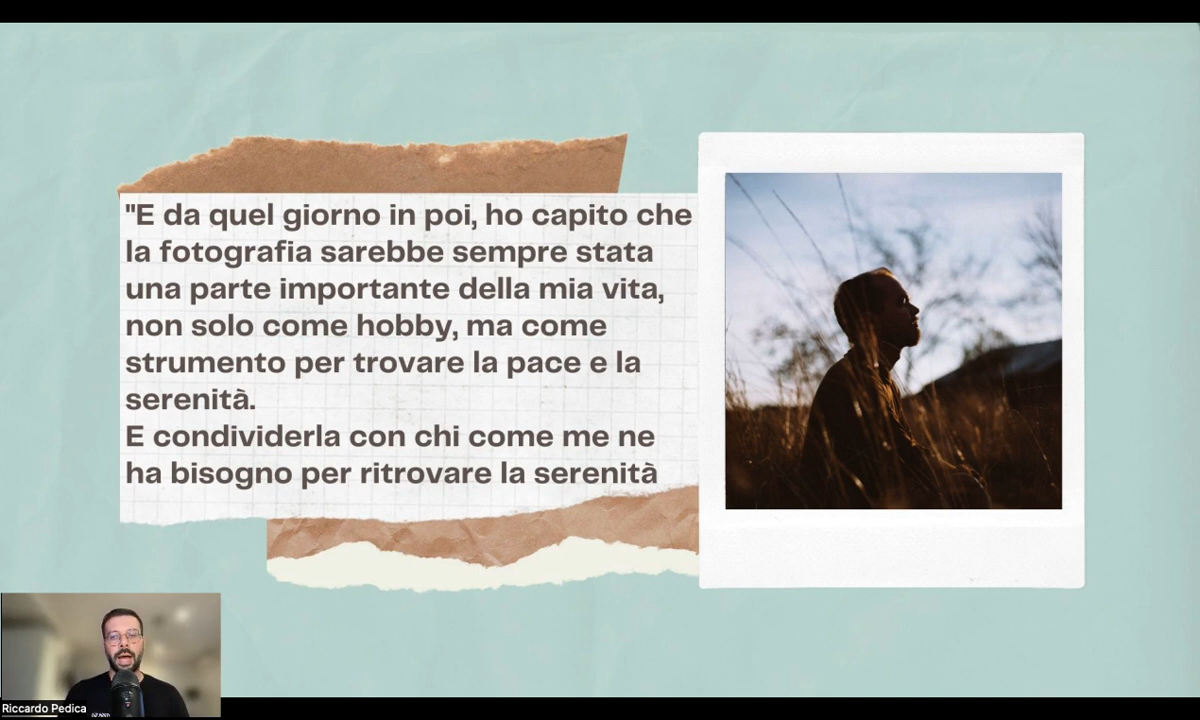 "E da quel giorno in poi, ho capito che
la fotografia sarebbe sempre stata
una parte importante della mia vita,
non solo come hobby, ma come
strumento per trovare la pace e la
serenità.
E condividerla con chi come me ne
ha bisogno per ritrovare la serenità
Riccardo Pedica